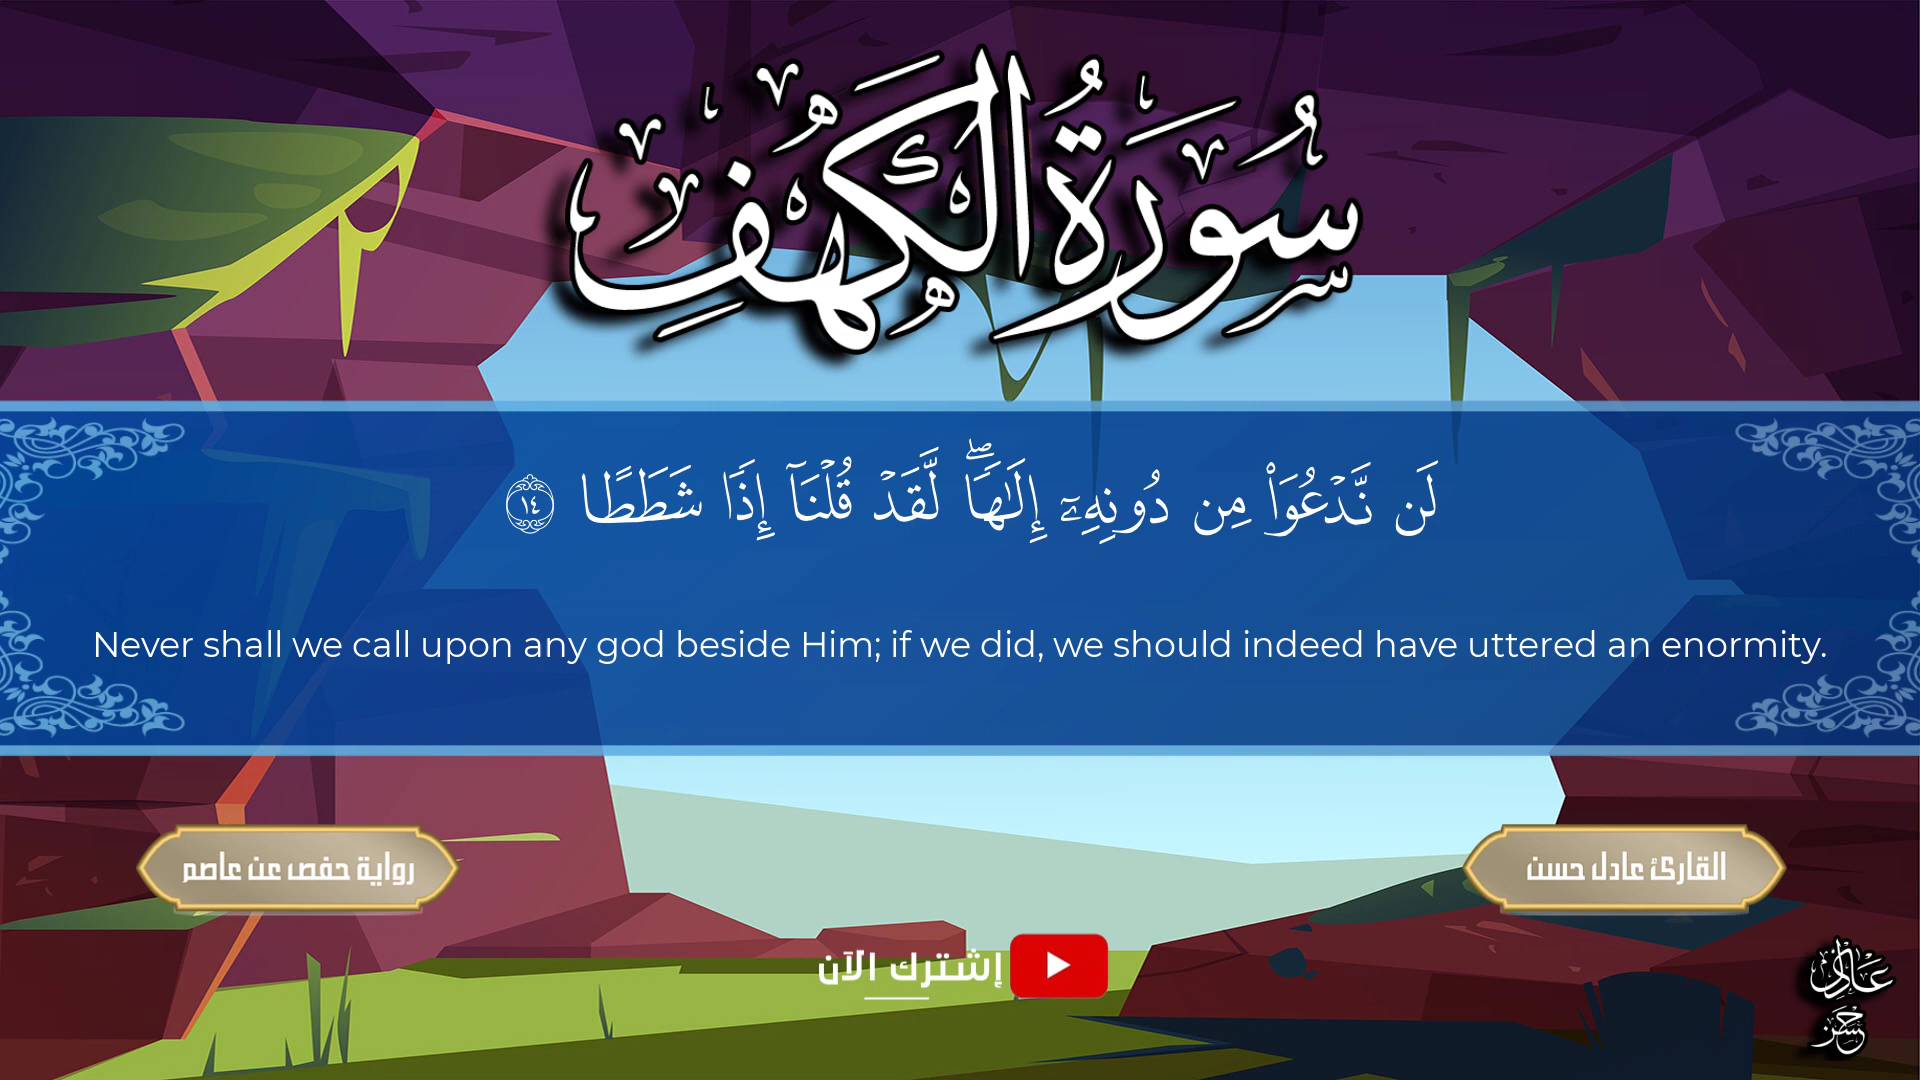 سُورَةُ الْكَهْفِ
لَن نَّدْعُوَا۟ مِن دُونِهِۦٓ إِلَـٰهًا ۖ لَّقَدْ قُلْنَآ إِذًا شَطَطًا ١٤
Never shall we call upon any god beside Him; if we did, we should indeed have uttered an enormity.
القارئ عادل حسن
رواية حفص عن عاصم
إشترك الآن
عادل
حسن